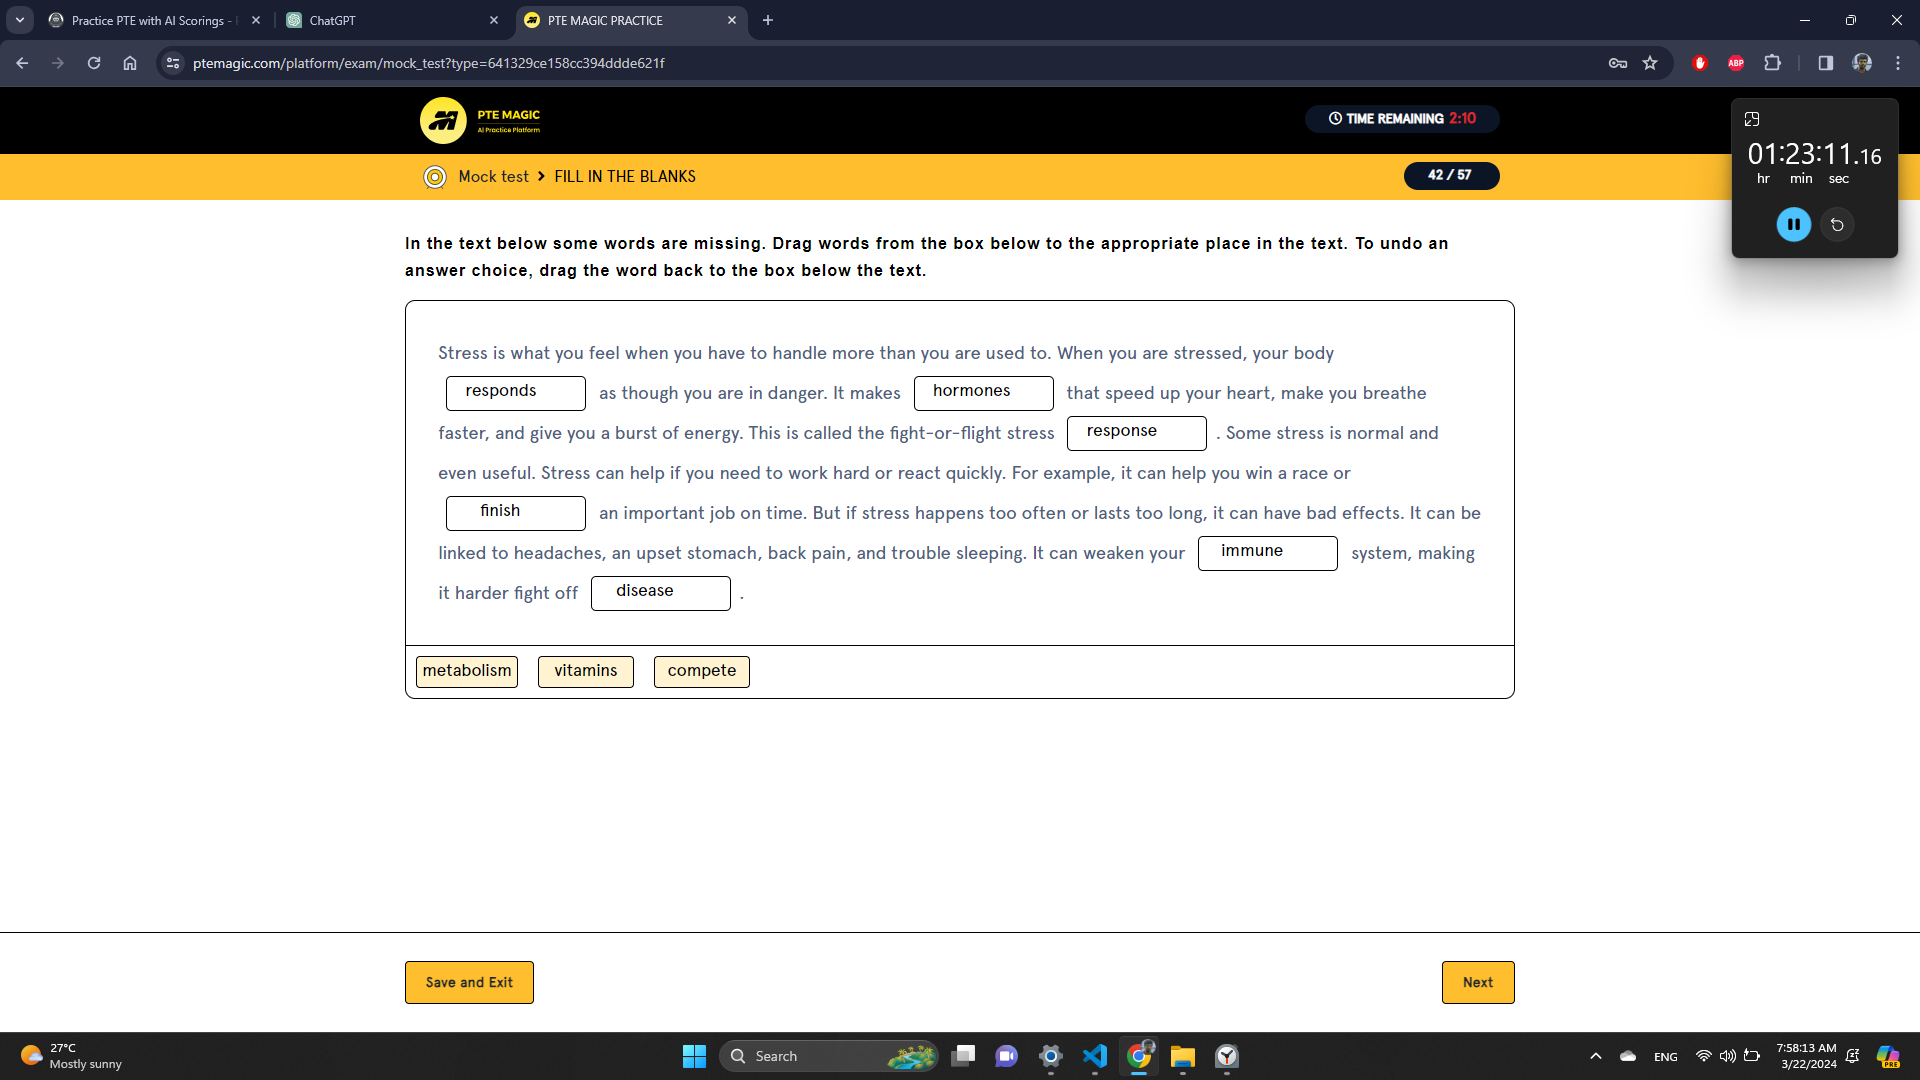 Practice PTE with AI Scorings -
ChatGPT
PTE MAGIC PRACTICE
ptemagic.com/platform/exam/mock_test?type=641329ce158cc394ddde621f
ABP
PTE MAGIC
AI Practice Platform
TIME REMAINING 2:10
Mock test > FILL IN THE BLANKS
42 / 57
01:23:11.16
hr min sec
In the text below some words are missing. Drag words from the box below to the appropriate place in the text. To undo an
answer choice, drag the word back to the box below the text.
Stress is what you feel when you have to handle more than you are used to. When you are stressed, your body
responds as though you are in danger. It makes hormones that speed up your heart, make you breathe
faster, and give you a burst of energy. This is called the fight-or-flight stress response . Some stress is normal and
even useful. Stress can help if you need to work hard or react quickly. For example, it can help you win a race or
finish an important job on time. But if stress happens too often or lasts too long, it can have bad effects. It can be
linked to headaches, an upset stomach, back pain, and trouble sleeping. It can weaken your immune system, making
it harder fight off disease .
metabolism vitamins compete
Save and Exit
Next
27°C
Mostly sunny
Search
ENG
7:58:13 AM
3/22/2024
PRE